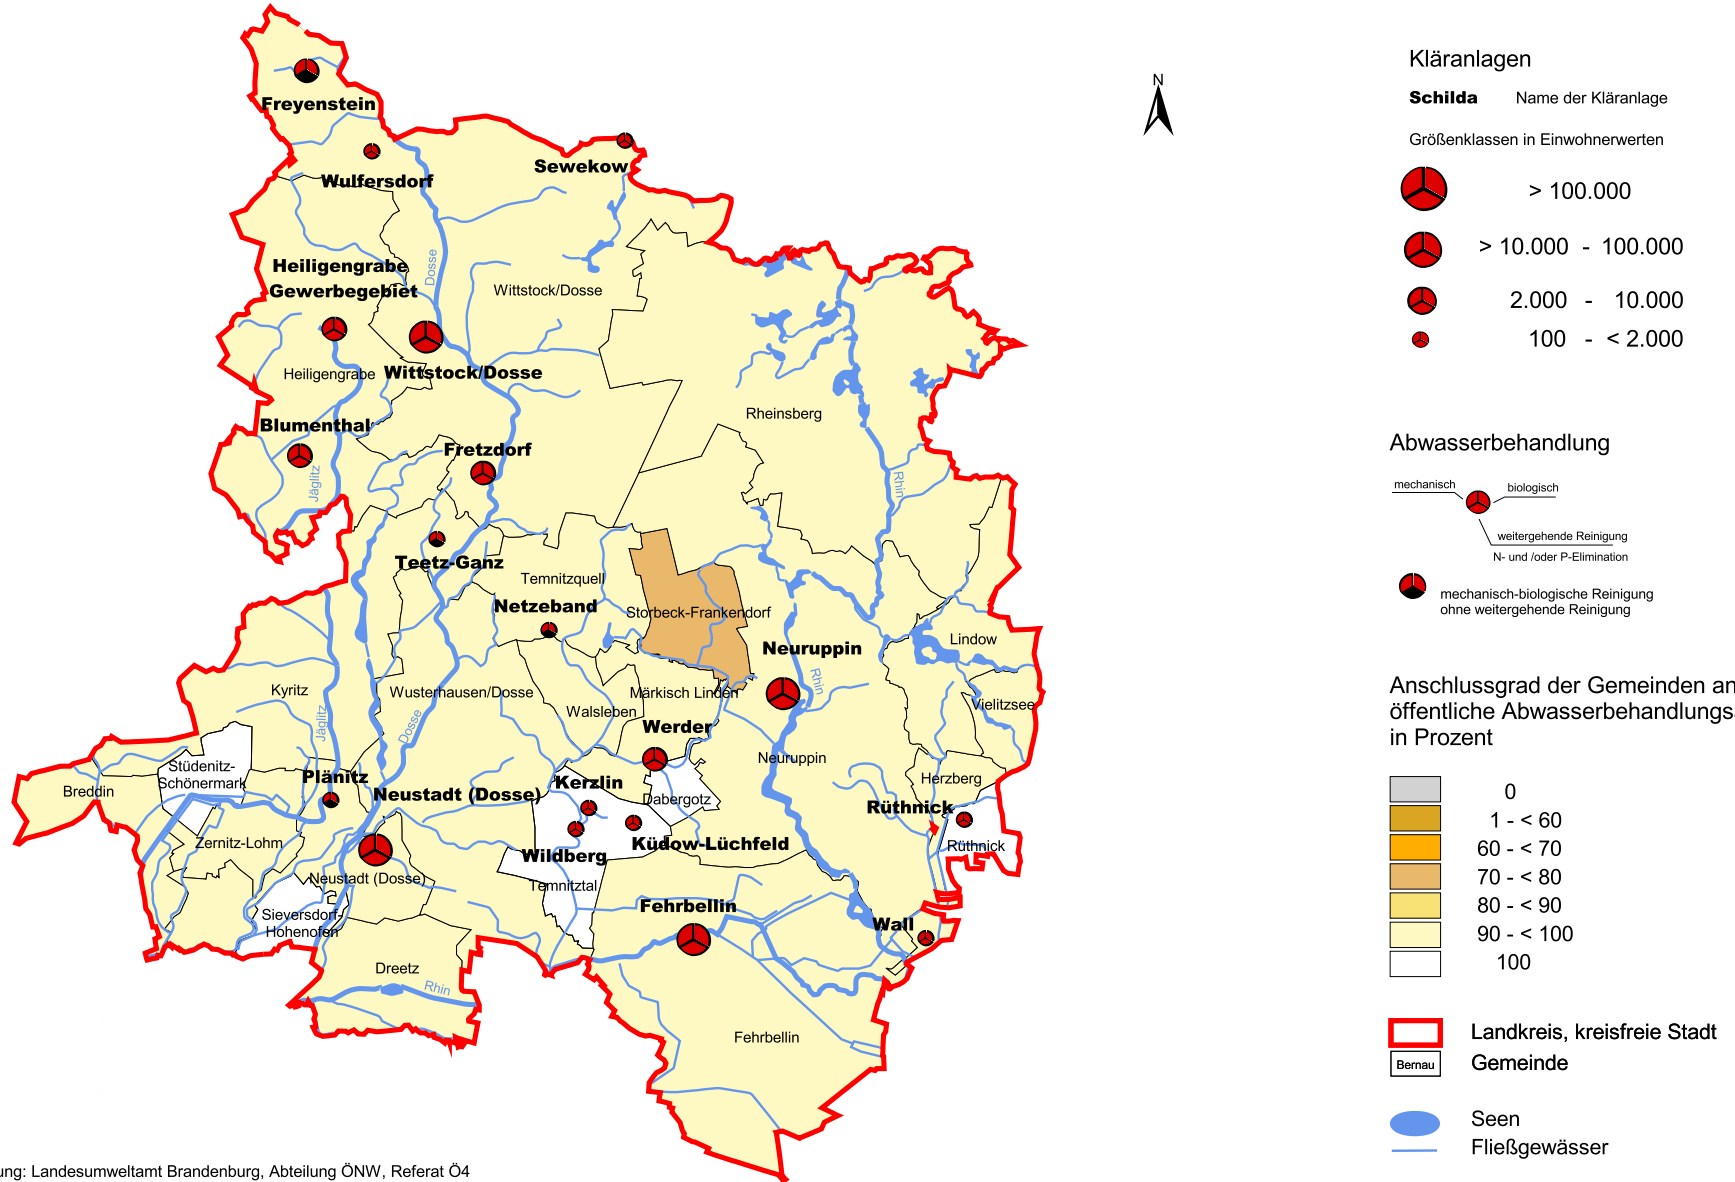 Freyenstein
Wulfersdorf
Sewekow
N
Heiligengrabe
Gewerbegebiet
Dosse
Wittstock/Dosse
Heiligengrabe
Wittstock/Dosse
Rheinsberg
Blumenthal
Fretzdorf
Jäglitz
Rhin
Teetz-Ganz
Temnitzquell
Netzeband
Storbeck-Frankendorf
Neuruppin
Lindow
Kyritz
Wusterhausen/Dosse
Märkisch Linden
Rhin
Walsleben
Vielitzsee
Jäglitz
Dosse
Werder
Neuruppin
Stüdenitz-
Schönermark
Breddin
Plänitz
Kerzlin
Herzberg
Neustadt (Dosse)
Dabergotz
Rüthnick
Zernitz-Lohm
Küdow-Lüchfeld
Rüthnick
Wildberg
Neustadt (Dosse)
Temnitztal
Sieversdorf-
Hohenofen
Fehrbellin
Wall
Dreetz
Rhin
Fehrbellin
ung: Landesumweltamt Brandenburg, Abteilung ÖNW, Referat Ö4
Kläranlagen
Schilda Name der Kläranlage
Größenklassen in Einwohnerwerten
> 100.000
> 10.000 - 100.000
2.000 - 10.000
100 - < 2.000
Abwasserbehandlung
mechanisch
biologisch
weitergehende Reinigung
N- und /oder P-Elimination
mechanisch-biologische Reinigung
ohne weitergehende Reinigung
Anschlussgrad der Gemeinden an
öffentliche Abwasserbehandlungs
in Prozent
0
1 - < 60
60 - < 70
70 - < 80
80 - < 90
90 - < 100
100
Landkreis, kreisfreie Stadt
Bernau Gemeinde
Seen
Fließgewässer